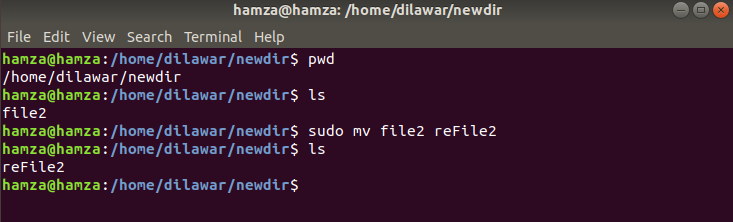 hamza@hamza: /home/dilawar/newdir
File Edit View Search Terminal Help
hamza@hamza:/home/dilawar/newdir$ pwd
/home/dilawar/newdir
hamza@hamza:/home/dilawar/newdir$ ls
file2
hamza@hamza:/home/dilawar/newdir$ sudo mv file2 reFile2
hamza@hamza:/home/dilawar/newdir$ ls
reFile2
hamza@hamza:/home/dilawar/newdir$